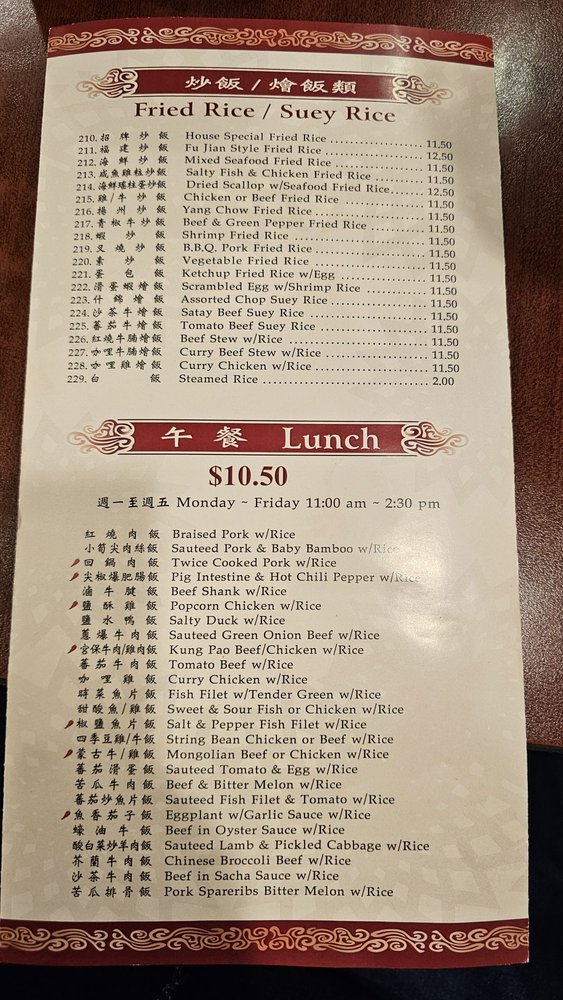 炒飯 / 燴飯類
Fried Rice / Suey Rice
210. 招牌炒飯 House Special Fried Rice 11.50
211. 福建炒飯 Fu Jian Style Fried Rice 12.50
212. 海鮮炒飯 Mixed Seafood Fried Rice 11.50
213. 咸魚雞粒炒飯 Salty Fish & Chicken Fried Rice 11.50
214. 海鮮瑤柱蛋炒飯 Dried Scallop w/Seafood Fried Rice 12.50
215. 雞/牛炒飯 Chicken or Beef Fried Rice 11.50
216. 揚州炒飯 Yang Chow Fried Rice 11.50
217. 青椒牛炒飯 Beef & Green Pepper Fried Rice 11.50
218. 蝦炒飯 Shrimp Fried Rice 11.50
219. 叉燒炒飯 B.B.Q. Pork Fried Rice 11.50
220. 素炒飯 Vegetable Fried Rice 11.50
221. 蛋包飯 Ketchup Fried Rice w/Egg 11.50
222. 滑蛋蝦燴飯 Scrambled Egg w/Shrimp Rice 11.50
223. 什錦燴飯 Assorted Chop Suey Rice 11.50
224. 沙茶牛燴飯 Satay Beef Suey Rice 11.50
225. 蕃茄牛燴飯 Tomato Beef Suey Rice 11.50
226. 紅燒牛腩燴飯 Beef Stew w/Rice 11.50
227. 咖哩牛腩燴飯 Curry Beef Stew w/Rice 11.50
228. 咖哩雞燴飯 Curry Chicken w/Rice 11.50
229. 白飯 Steamed Rice 2.00
午餐 Lunch
$10.50
週一至週五 Monday ~ Friday 11:00 am ~ 2:30 pm
紅燒肉飯 Braised Pork w/Rice
小筍尖肉絲飯 Sauteed Pork & Baby Bamboo w/Rice
回鍋肉飯 Twice Cooked Pork w/Rice
尖椒爆肥腸飯 Pig Intestine & Hot Chili Pepper w/Rice
滷牛腱飯 Beef Shank w/Rice
鹽酥雞飯 Popcorn Chicken w/Rice
鹽水鴨飯 Salty Duck w/Rice
蔥爆牛肉飯 Sauteed Green Onion Beef w/Rice
宮保牛肉/雞肉飯 Kung Pao Beef/Chicken w/Rice
蕃茄牛肉飯 Tomato Beef w/Rice
咖哩雞飯 Curry Chicken w/Rice
時菜魚片飯 Fish Filet w/Tender Green w/Rice
甜酸魚/雞飯 Sweet & Sour Fish or Chicken w/Rice
椒鹽魚片飯 Salt & Pepper Fish Filet w/Rice
四季豆雞/牛飯 String Bean Chicken or Beef w/Rice
蒙古牛/雞飯 Mongolian Beef or Chicken w/Rice
蕃茄滑蛋飯 Sauteed Tomato & Egg w/Rice
苦瓜牛肉飯 Beef & Bitter Melon w/Rice
蕃茄炒魚片飯 Sauteed Fish Filet & Tomato w/Rice
魚香茄子飯 Eggplant w/Garlic Sauce w/Rice
蠔油牛飯 Beef in Oyster Sauce w/Rice
酸白菜炒羊肉飯 Sauteed Lamb & Pickled Cabbage w/Rice
芥蘭牛肉飯 Chinese Broccoli Beef w/Rice
沙茶牛肉飯 Beef in Sacha Sauce w/Rice
苦瓜排骨飯 Pork Spareribs Bitter Melon w/Rice